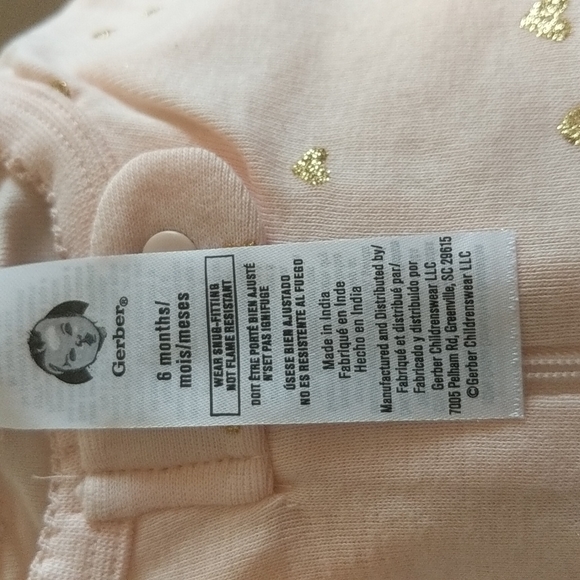 Gerber®
6 months/
mois/meses
WEAR SNUG-FITTING
NOT FLAME RESISTANT
DOIT ÊTRE PORTÉ BIEN AJUSTÉ
N'SET PAS IGNIFIGE
ÚSESE BIEN AJUSTADO
NO ES RESISTENTE AL FUEGO
Made in India
Fabriqué en Inde
Hecho en India
Manufactured and Distributed by/
Fabriqué et distribué par/
Fabricado y distribuido por
Gerber Childrenswear LLC
7005 Pelham Rd, Greenville, SC 29615
©Gerber Childrenswear LLC